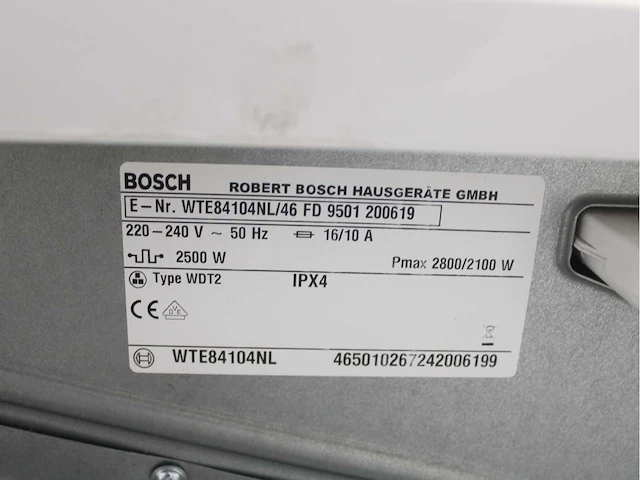 BOSCH ROBERT BOSCH HAUSGERÄTE GMBH
E-Nr. WTE84104NL/46 FD 9501 200619
220-240 V ~ 50 Hz 16/10 A
2500 W Pmax 2800/2100 W
Type WDT2 IPX4
CE VDE
WTE84104NL 465010267242006199